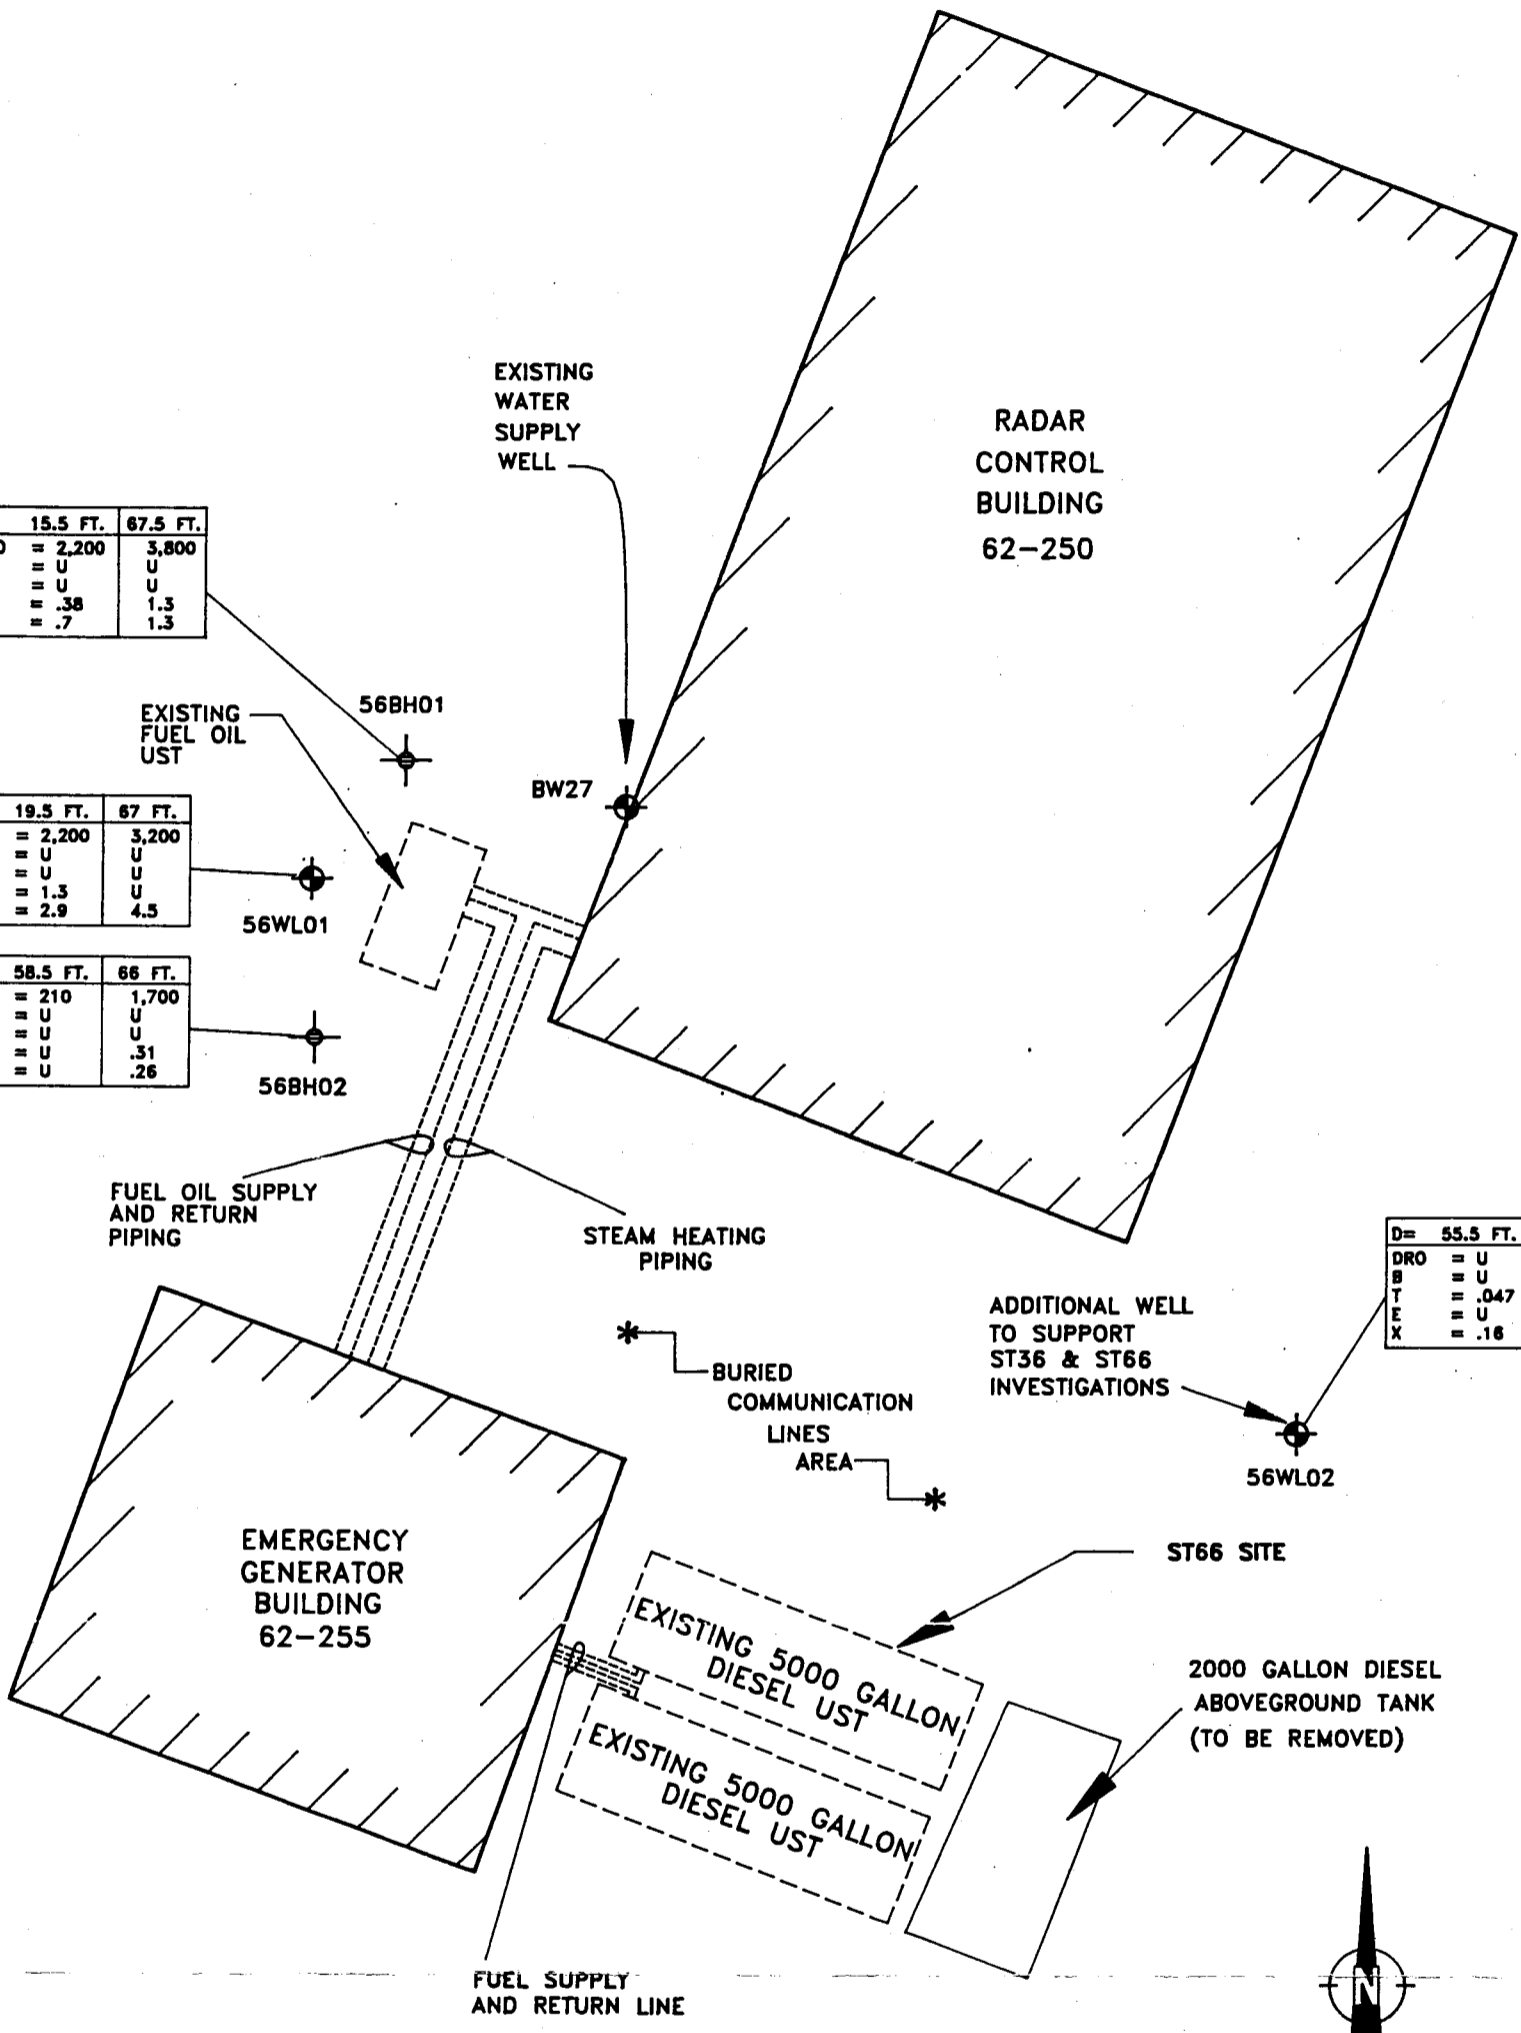 EXISTING
WATER
SUPPLY
WELL
RADAR
CONTROL
BUILDING
62-250
15.5 FT. 67.5 FT.
= 2,200 3,800
= U U
= U U
= .38 1.3
= .7 1.3
56BH01
EXISTING
FUEL OIL
UST
BW27
19.5 FT. 67 FT.
= 2,200 3,200
= U U
= U U
= 1.3 U
= 2.9 4.5
56WL01
58.5 FT. 66 FT.
= 210 1,700
= U U
= U U
= U .31
= U .26
56BH02
FUEL OIL SUPPLY
AND RETURN
PIPING
STEAM HEATING
PIPING
D= 55.5 FT.
DRO = U
B = U
T = .047
E = U
X = .16
ADDITIONAL WELL
TO SUPPORT
ST36 & ST66
INVESTIGATIONS
56WL02
BURIED
COMMUNICATION
LINES
AREA
EMERGENCY
GENERATOR
BUILDING
62-255
ST66 SITE
EXISTING 5000 GALLON
DIESEL UST
EXISTING 5000 GALLON
DIESEL UST
2000 GALLON DIESEL
ABOVEGROUND TANK
(TO BE REMOVED)
FUEL SUPPLY
AND RETURN LINE
N